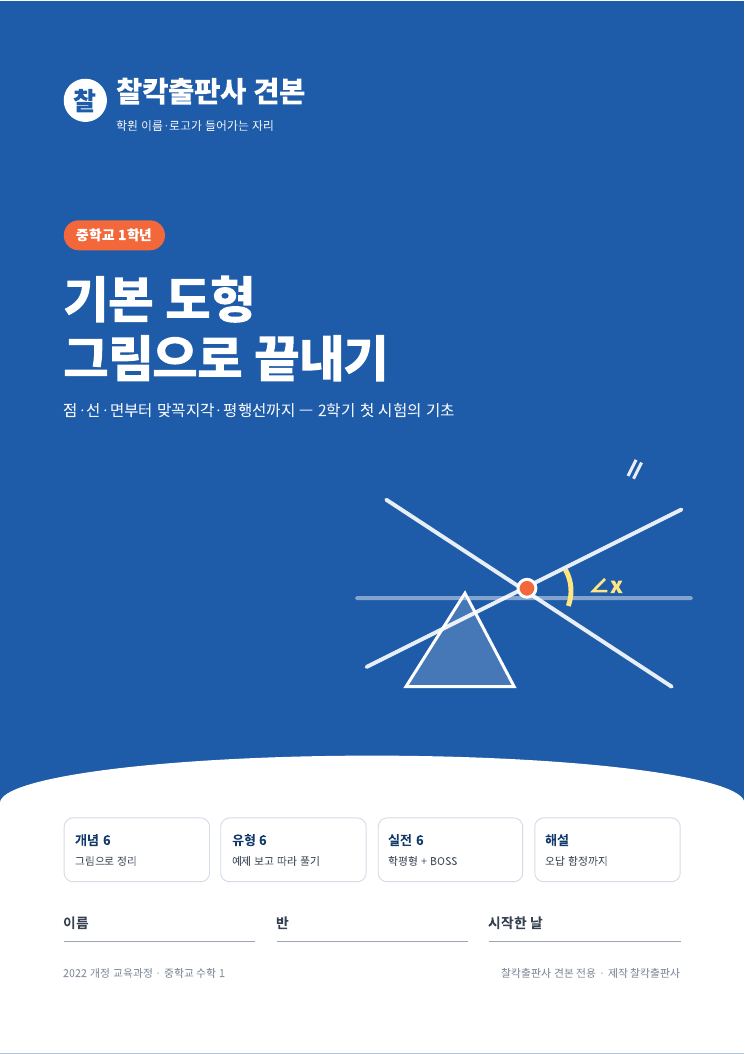 찰
찰칵출판사 견본
학원 이름·로고가 들어가는 자리
중학교 1학년
기본 도형
그림으로 끝내기
점·선·면부터 맞꼭지각·평행선까지 — 2학기 첫 시험의 기초
∠x
개념 6
그림으로 정리
유형 6
예제 보고 따라 풀기
실전 6
학평형 + BOSS
해설
오답 함정까지
이름
반
시작한 날
2022 개정 교육과정 · 중학교 수학 1
찰칵출판사 견본 전용 · 제작 찰칵출판사